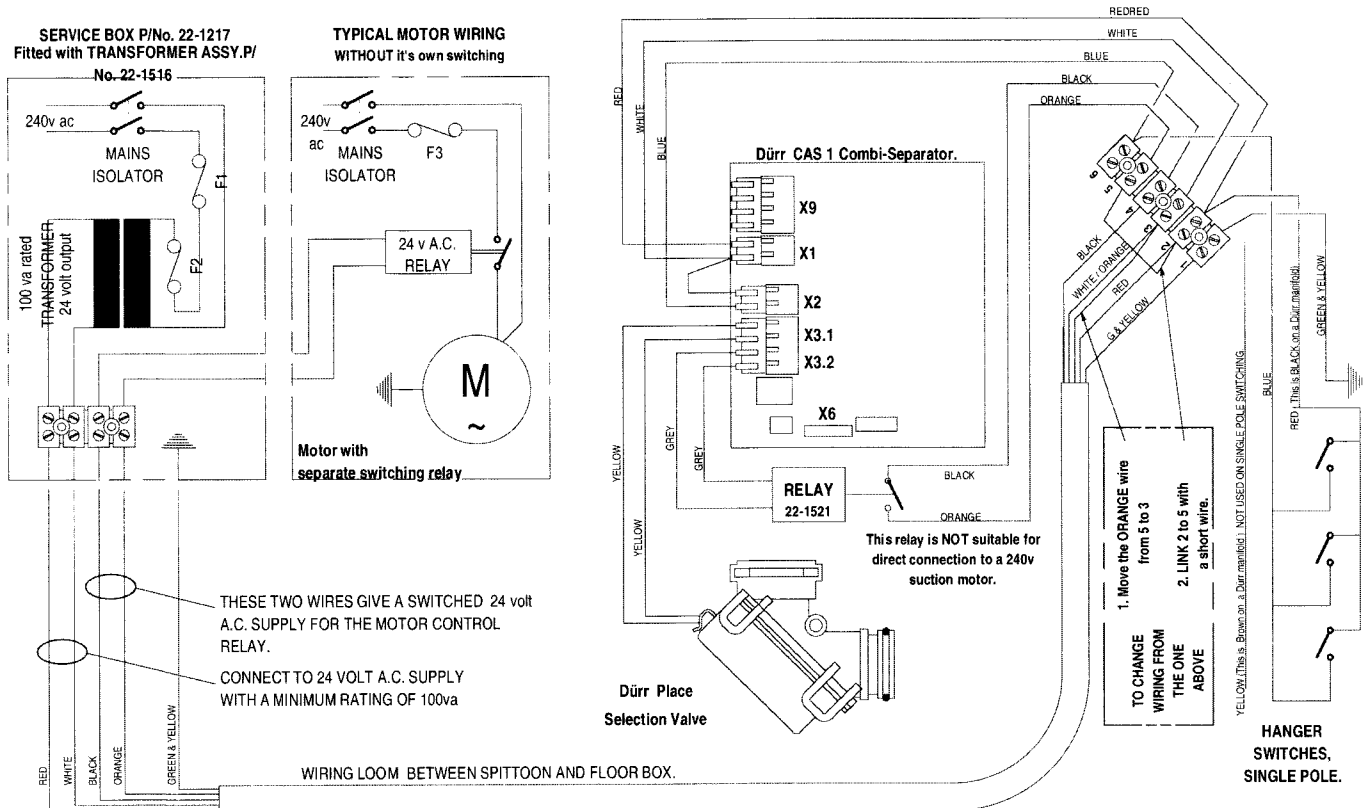 SERVICE BOX P/No. 22-1217
Fitted with TRANSFORMER ASSY.P/
No. 22-1516
240v ac
MAINS
ISOLATOR
F1
F2
100 va rated
TRANSFORMER
24 volt output
TYPICAL MOTOR WIRING
WITHOUT it's own switching
240v
ac
MAINS
ISOLATOR
F3
24 v A.C.
RELAY
M
~
Motor with
separate switching relay
THESE TWO WIRES GIVE A SWITCHED 24 volt
A.C. SUPPLY FOR THE MOTOR CONTROL
RELAY.
CONNECT TO 24 VOLT A.C. SUPPLY
WITH A MINIMUM RATING OF 100va
RED
WHITE
BLACK
ORANGE
GREEN & YELLOW
WIRING LOOM BETWEEN SPITTOON AND FLOOR BOX.
REDRED
WHITE
BLUE
BLACK
ORANGE
RED
WHITE
BLUE
Dürr CAS 1 Combi-Separator.
X9
X1
X2
X3.1
X3.2
X6
YELLOW
YELLOW
GREY
GREY
RELAY
22-1521
BLACK
ORANGE
This relay is NOT suitable for
direct connection to a 240v
suction motor.
Dürr Place
Selection Valve
6
5
4
3
2
1
BLACK
WHITE / ORANGE
RED
G & YELLOW
1. Move the ORANGE wire
from 5 to 3
2. LINK 2 to 5 with
a short wire.
TO CHANGE
WIRING FROM
THE ONE
ABOVE
YELLOW (This is Brown on a Dürr manifold) NOT USED ON SINGLE POLE SWITCHING
BLUE
RED (This is BLACK on a Dürr manifold)
GREEN & YELLOW
HANGER
SWITCHES,
SINGLE POLE.